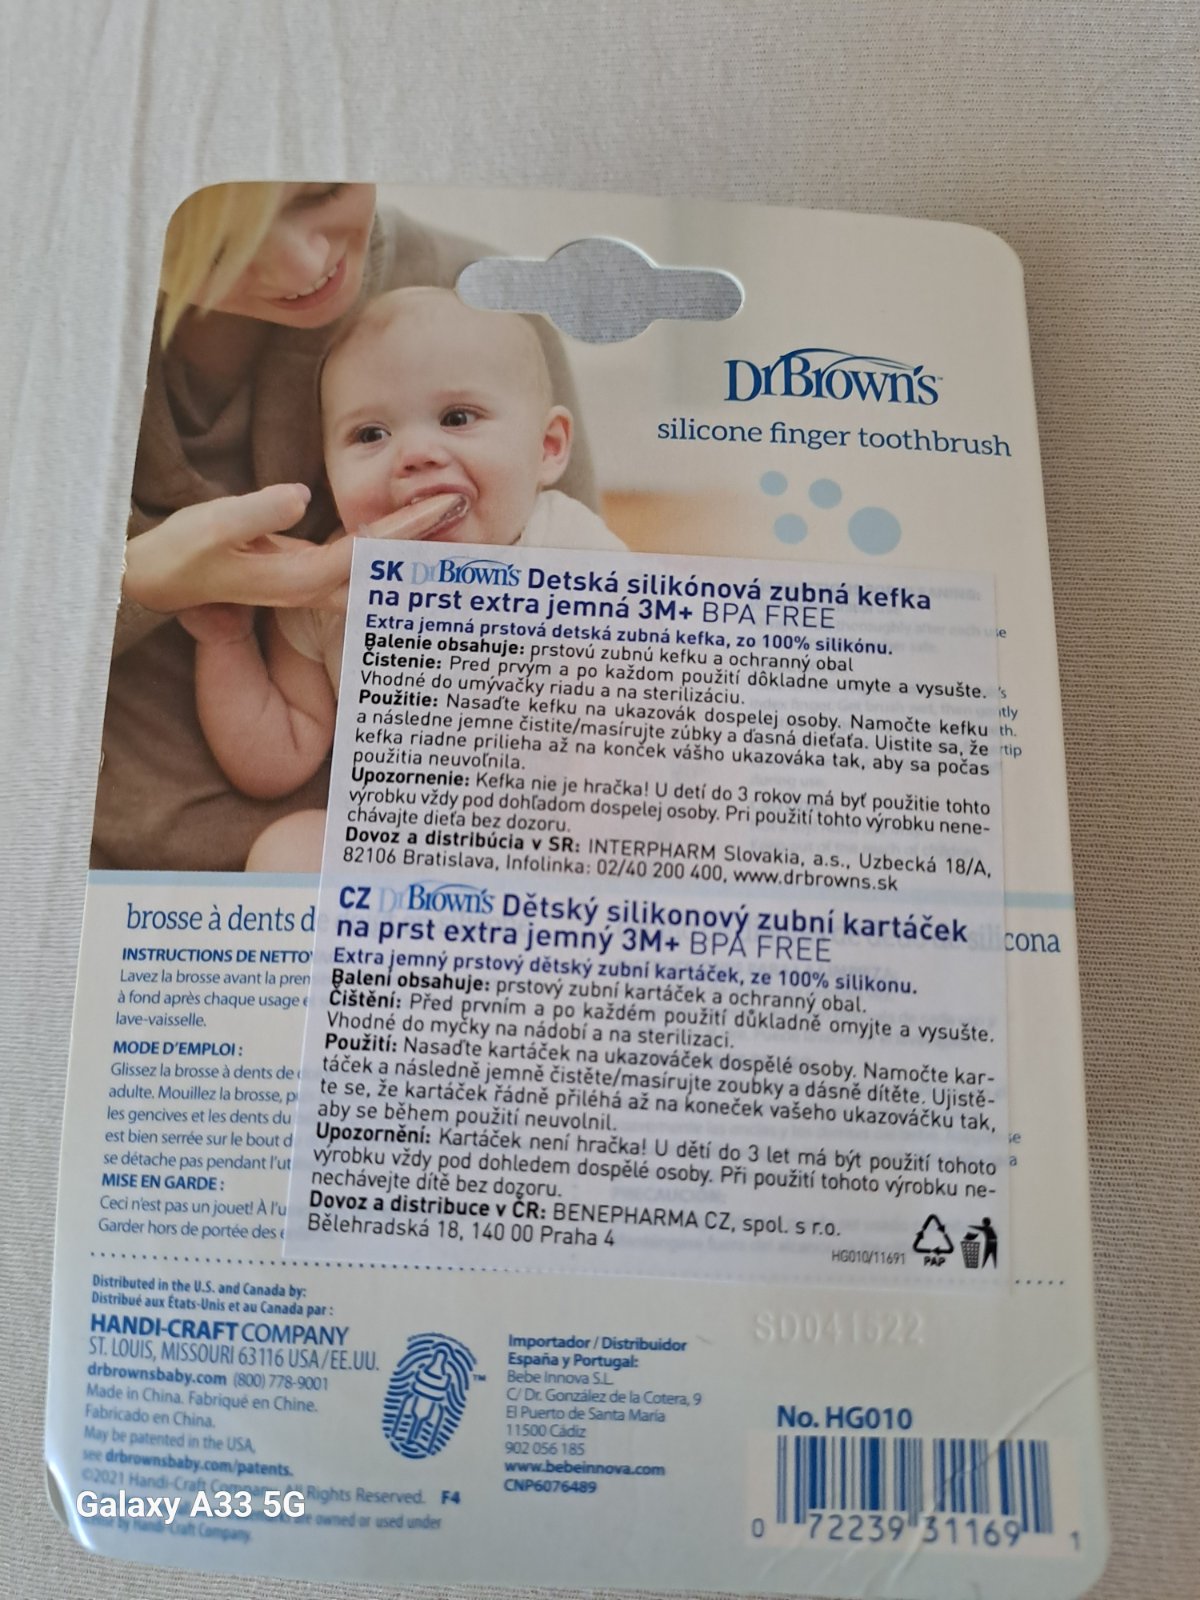 Dr Brown's™
silicone finger toothbrush
SK Dr Brown's Detská silikónová zubná kefka
na prst extra jemná 3M+ BPA FREE
Extra jemná prstová detská zubná kefka, zo 100% silikónu.
Balenie obsahuje: prstovú zubnú kefku a ochranný obal
Čistenie: Pred prvým a po každom použití dôkladne umyte a vysušte.
Vhodné do umývačky riadu a na sterilizáciu.
Použitie: Nasaďte kefku na ukazovák dospelej osoby. Namočte kefku
a následne jemne čistite/masírujte zúbky a ďasná dieťaťa. Uistite sa, že
kefka riadne prilieha až na konček vášho ukazováka tak, aby sa počas
použitia neuvoľnila.
Upozornenie: Kefka nie je hračka! U detí do 3 rokov má byť použitie tohto
výrobku vždy pod dohľadom dospelej osoby. Pri použití tohto výrobku nene-
chávajte dieťa bez dozoru.
Dovoz a distribúcia v SR: INTERPHARM Slovakia, a.s., Uzbecká 18/A,
82106 Bratislava, Infolinka: 02/40 200 400, www.drbrowns.sk
CZ Dr Brown's Dětský silikonový zubní kartáček
na prst extra jemný 3M+ BPA FREE
Extra jemný prstový dětský zubní kartáček, ze 100% silikonu.
Balení obsahuje: prstový zubní kartáček a ochranný obal.
Čištění: Před prvním a po každém použití důkladně omyjte a vysušte.
Vhodné do myčky na nádobí a na sterilizaci.
Použití: Nasaďte kartáček na ukazováček dospělé osoby. Namočte kar-
táček a následně jemně čistěte/masírujte zoubky a dásně dítěte. Ujistě-
te se, že kartáček řádně přiléhá až na koneček vašeho ukazováčku tak,
aby se během použití neuvolnil.
Upozornění: Kartáček není hračka! U dětí do 3 let má být použití tohoto
výrobku vždy pod dohledem dospělé osoby. Při použití tohoto výrobku ne-
nechávejte dítě bez dozoru.
Dovoz a distribuce v ČR: BENEPHARMA CZ, spol. s r.o.
Bělehradská 18, 140 00 Praha 4
HG010/11691
PAP
brosse à dents d
cona
INSTRUCTIONS DE NETTO
Lavez la brosse avant la pren
à fond après chaque usage
lave-vaisselle.
MODE D'EMPLOI :
Glissez la brosse à dents de
adulte. Mouillez la brosse, p
les gencives et les dents du
est bien serrée sur le bout d
se détache pas pendant l'ut
MISE EN GARDE :
Ceci n'est pas un jouet! À l'u
Garder hors de portée des
Distributed in the U.S. and Canada by:
Distribué aux États-Unis et au Canada par :
HANDI-CRAFT COMPANY
ST. LOUIS, MISSOURI 63116 USA/EE.UU.
drbrownsbaby.com (800) 778-9001
Made in China. Fabriqué en Chine.
Fabricado en China.
May be patented in the USA,
see drbrownsbaby.com/patents.
©2021 Handi-Craft Company. All Rights Reserved. F4
are owned or used under
by Handi-Craft Company.
Importador / Distribuidor
España y Portugal:
Bebe Innova S.L.
C/ Dr. González de la Cotera, 9
El Puerto de Santa María
11500 Cádiz
902 056 185
www.bebeinnova.com
CNP6076489
SD041522
No. HG010
0 72239 31169 1
Galaxy A33 5G